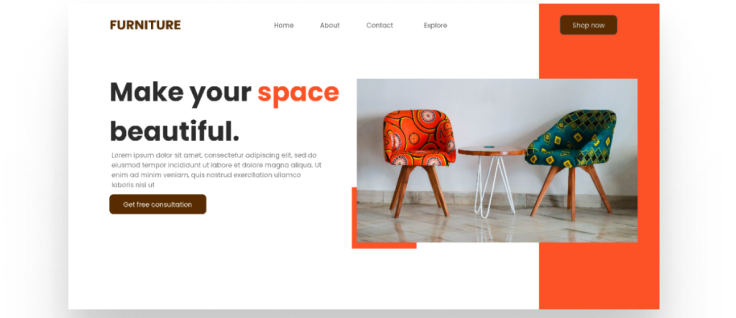 FURNITURE
Home
About
Contact
Explore
Shop now
Make your space
beautiful.
Lorem ipsum dolor sit amet, consectetur adipiscing elit, sed do
eiusmod tempor incididunt ut labore et dolore magna aliqua. Ut
enim ad minim veniam, quis nostrud exercitation ullamco
laboris nisi ut
Get free consultation